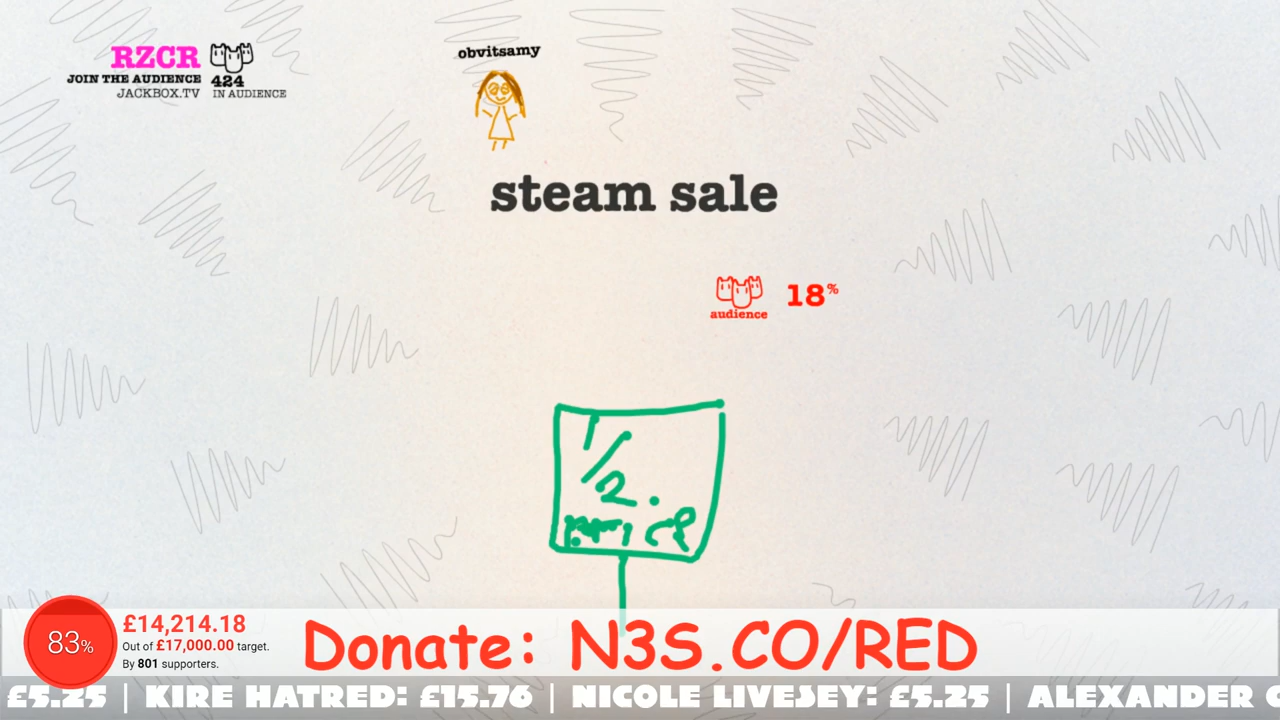 RZCR
JOIN THE AUDIENCE
JACKBOX.TV
424
IN AUDIENCE
obvitsamy
steam sale
audience
18%
1/2
price
83%
£14,214.18
Out of £17,000.00 target.
By 801 supporters.
Donate: N3S.CO/RED
£5.25 | KIRE HATRED: £15.76 | NICOLE LIVESEY: £5.25 | ALEXANDER